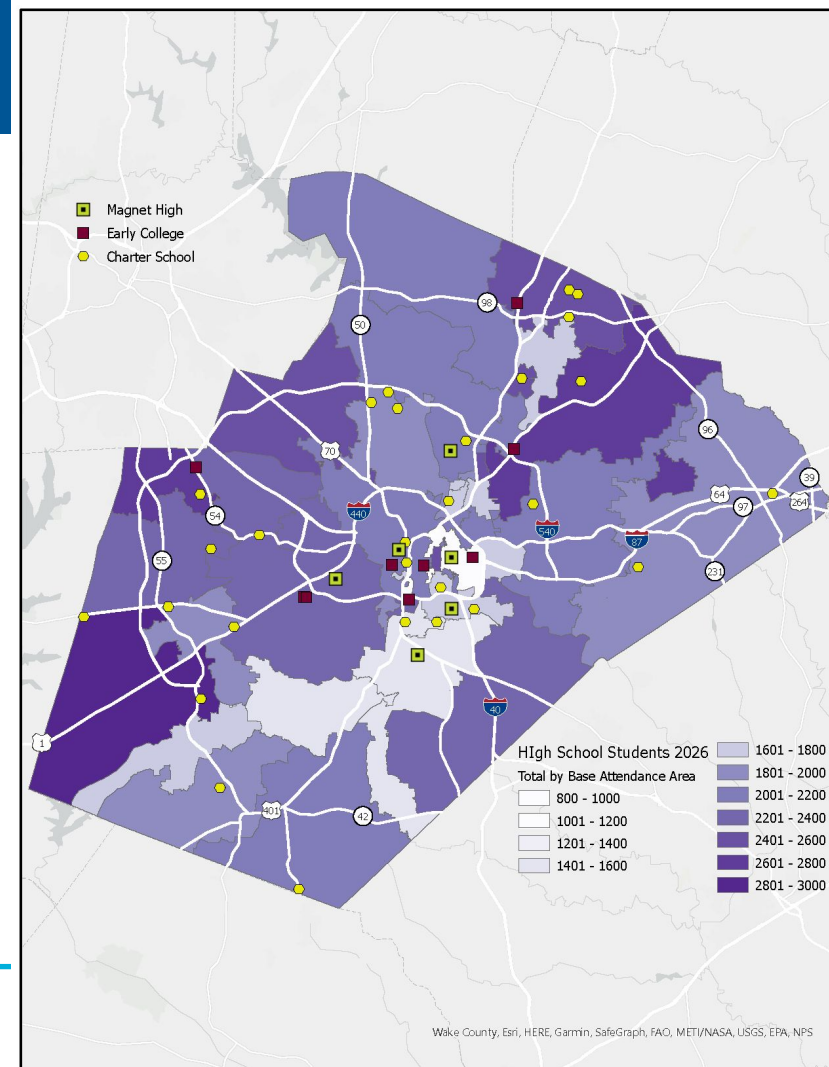 Magnet High
Early College
Charter School
98
50
96
70
39
64
264
97
54
440
540
87
55
231
1
40
401
42
HIgh School Students 2026
Total by Base Attendance Area
800 - 1000
1001 - 1200
1201 - 1400
1401 - 1600
1601 - 1800
1801 - 2000
2001 - 2200
2201 - 2400
2401 - 2600
2601 - 2800
2801 - 3000
Wake County, Esri, HERE, Garmin, SafeGraph, FAO, METI/NASA, USGS, EPA, NPS